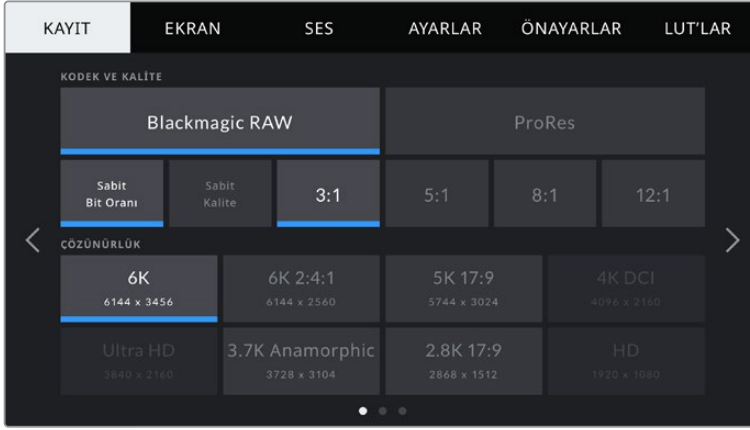 KAYIT EKRAN SES AYARLAR ÖNAYARLAR LUT'LAR
KODEK VE KALİTE
Blackmagic RAW ProRes
Sabit Bit Oranı Sabit Kalite 3:1 5:1 8:1 12:1
ÇÖZÜNÜRLÜK
6K 6K 2:4:1 5K 17:9 4K DCI
6144 x 3456 6144 x 2560 5744 x 3024 4096 x 2160
Ultra HD 3.7K Anamorphic 2.8K 17:9 HD
3840 x 2160 3728 x 3104 2868 x 1512 1920 x 1080